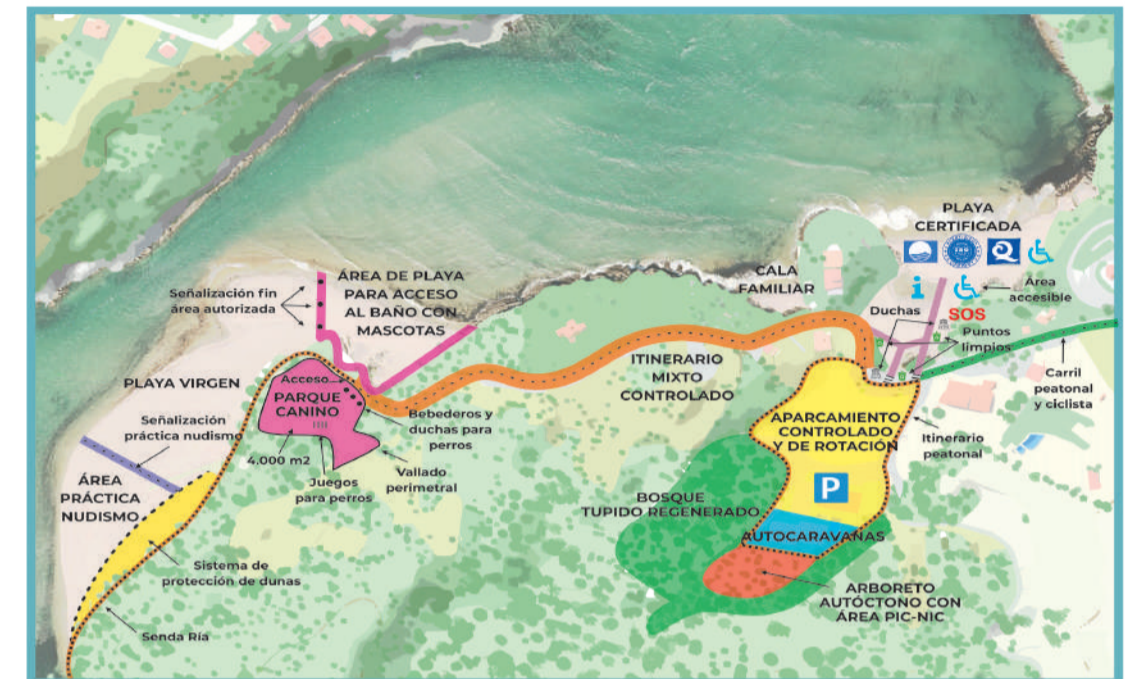 PLAYA
CERTIFICADA
Q
i
Área
accesible
SOS
Duchas
Puntos
limpios
CALA
FAMILIAR
ÁREA DE PLAYA
PARA ACCESO
AL BAÑO CON
MASCOTAS
Señalización fin
área autorizada
Carril
peatonal
y ciclista
ITINERARIO
MIXTO
CONTROLADO
PLAYA VIRGEN
Acceso
PARQUE
CANINO
4.000 m2
Bebederos y
duchas para
perros
Juegos
para perros
Vallado
perimetral
Señalización
práctica nudismo
ÁREA
PRÁCTICA
NUDISMO
APARCAMIENTO
CONTROLADO
Y DE ROTACIÓN
P
Itinerario
peatonal
BOSQUE
TUPIDO REGENERADO
AUTOCARAVANAS
Sistema de
protección de dunas
ARBORETO
AUTÓCTONO CON
ÁREA PIC-NIC
Senda Ría